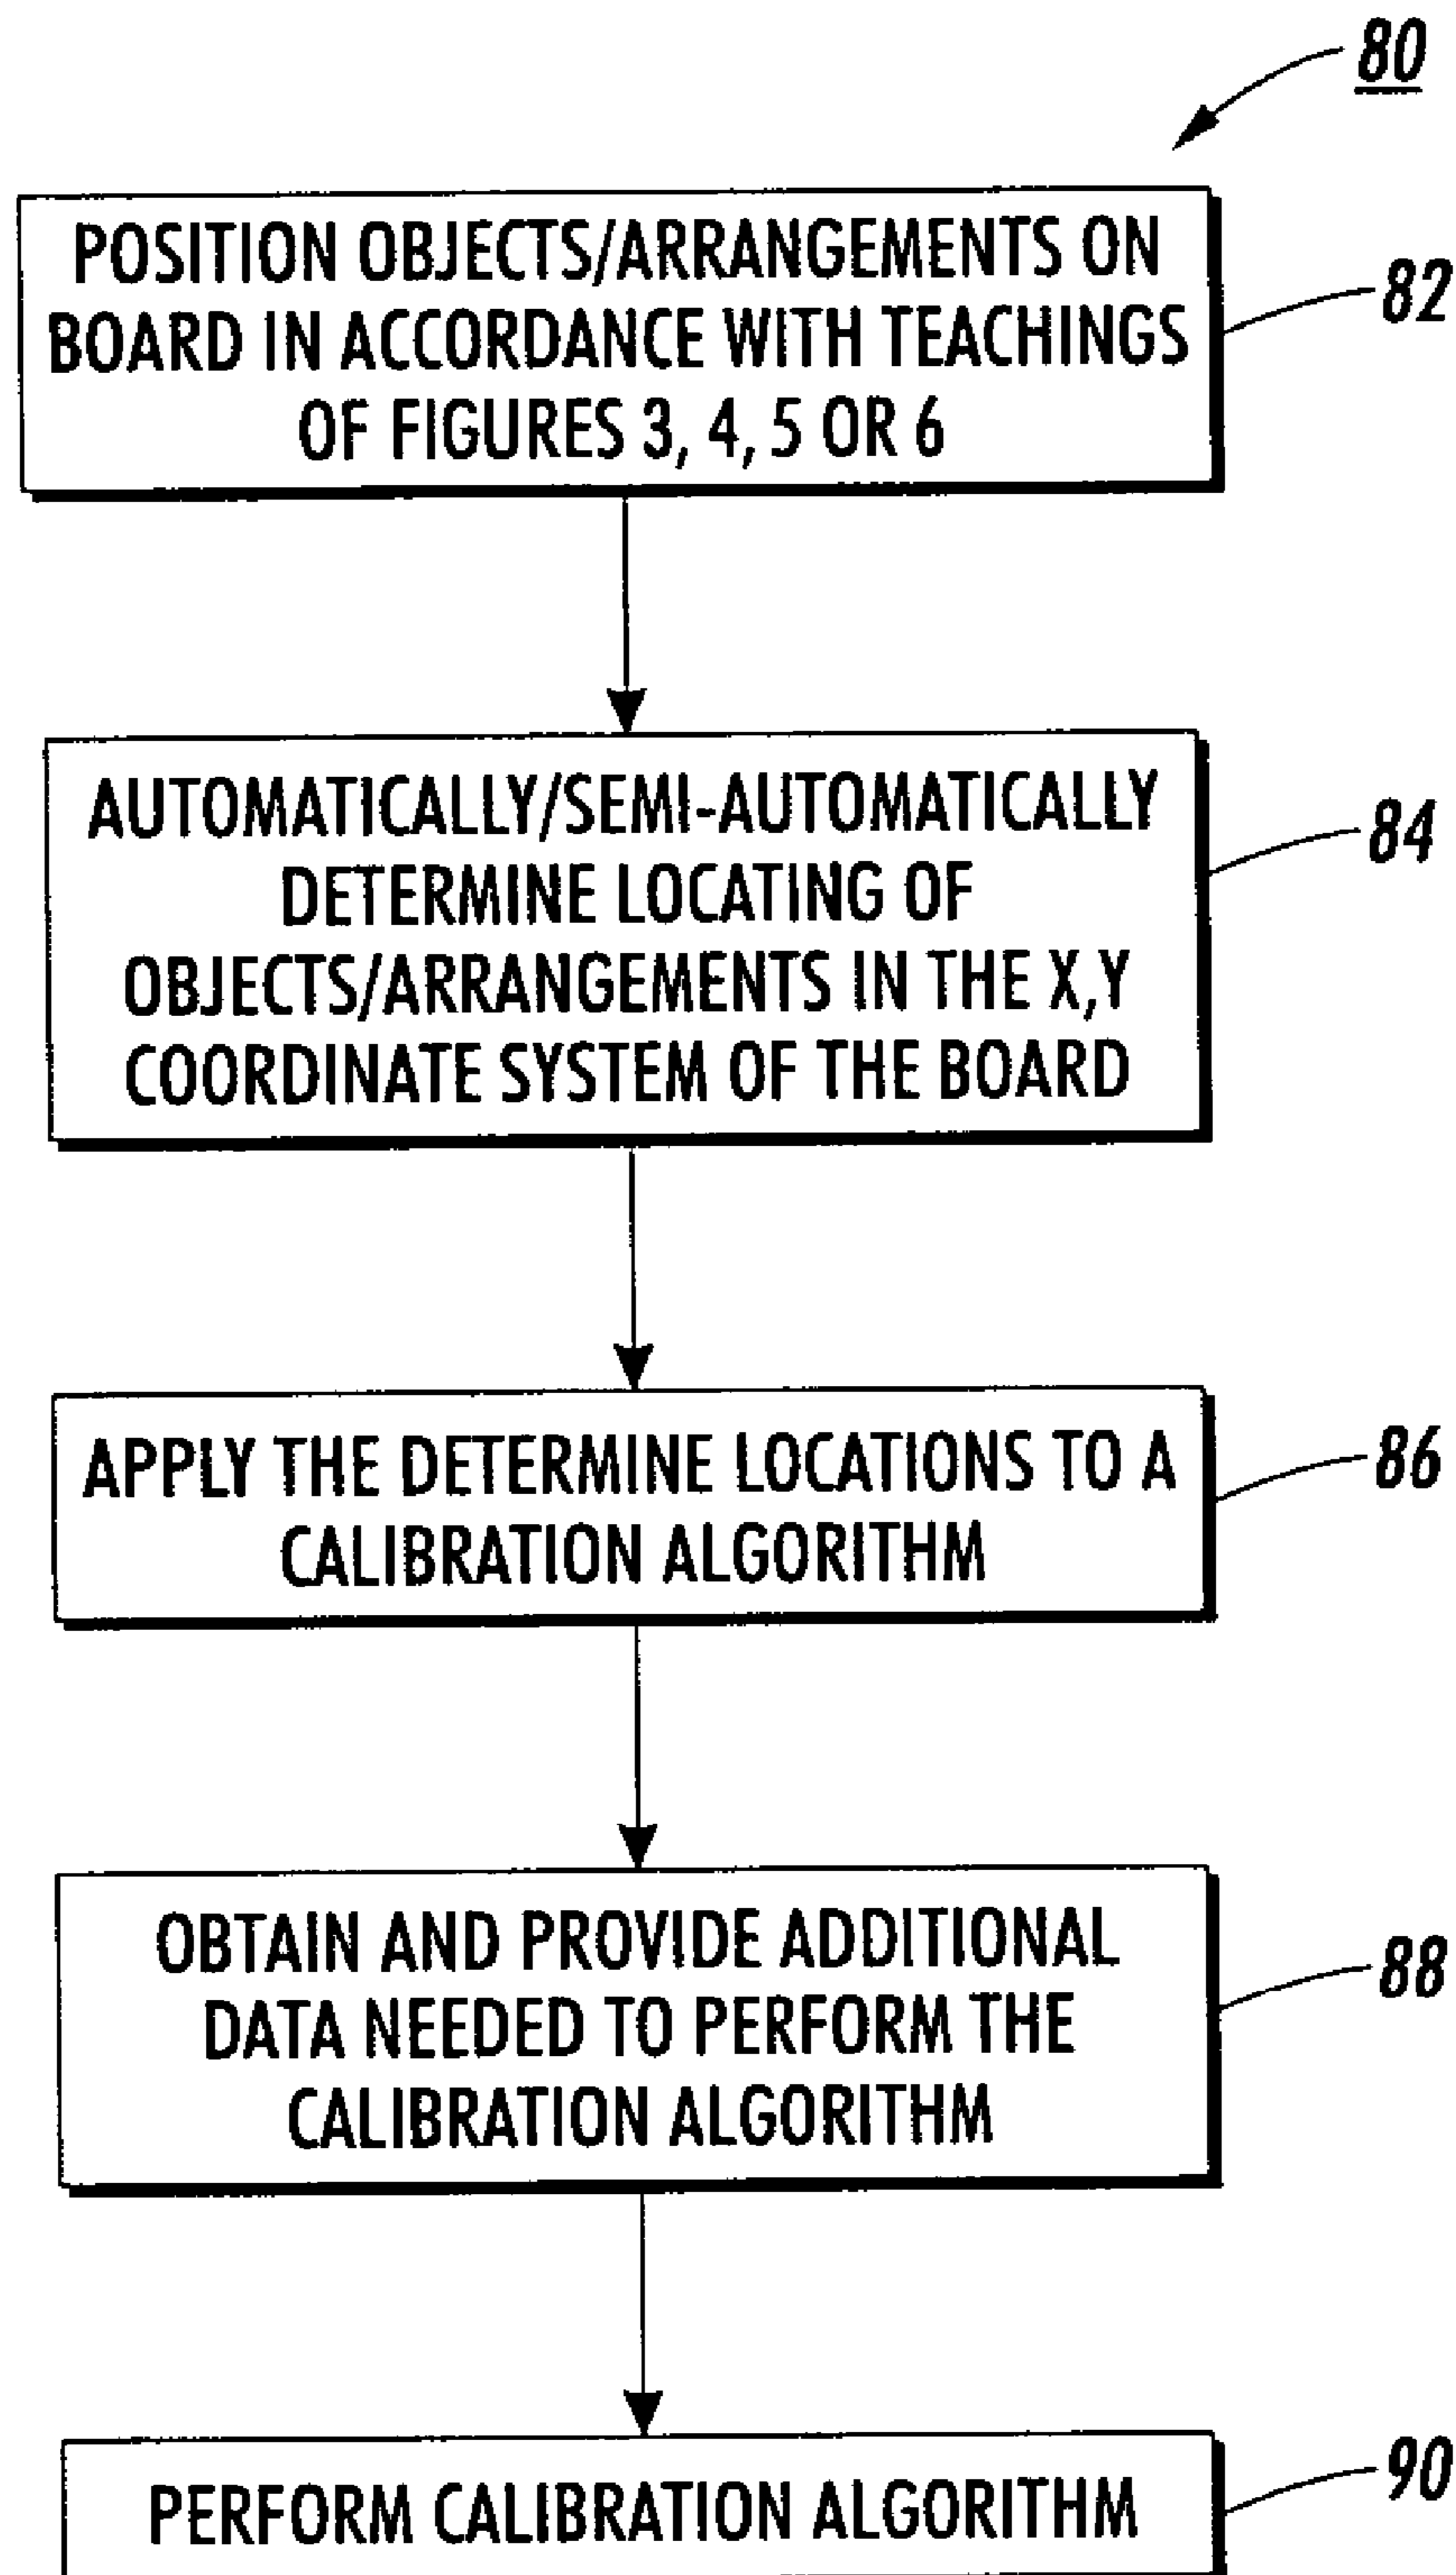 80
POSITION OBJECTS/ARRANGEMENTS ON
BOARD IN ACCORDANCE WITH TEACHINGS
OF FIGURES 3, 4, 5 OR 6
82
AUTOMATICALLY/SEMI-AUTOMATICALLY
DETERMINE LOCATING OF
OBJECTS/ARRANGEMENTS IN THE X,Y
COORDINATE SYSTEM OF THE BOARD
84
APPLY THE DETERMINE LOCATIONS TO A
CALIBRATION ALGORITHM
86
OBTAIN AND PROVIDE ADDITIONAL
DATA NEEDED TO PERFORM THE
CALIBRATION ALGORITHM
88
PERFORM CALIBRATION ALGORITHM
90